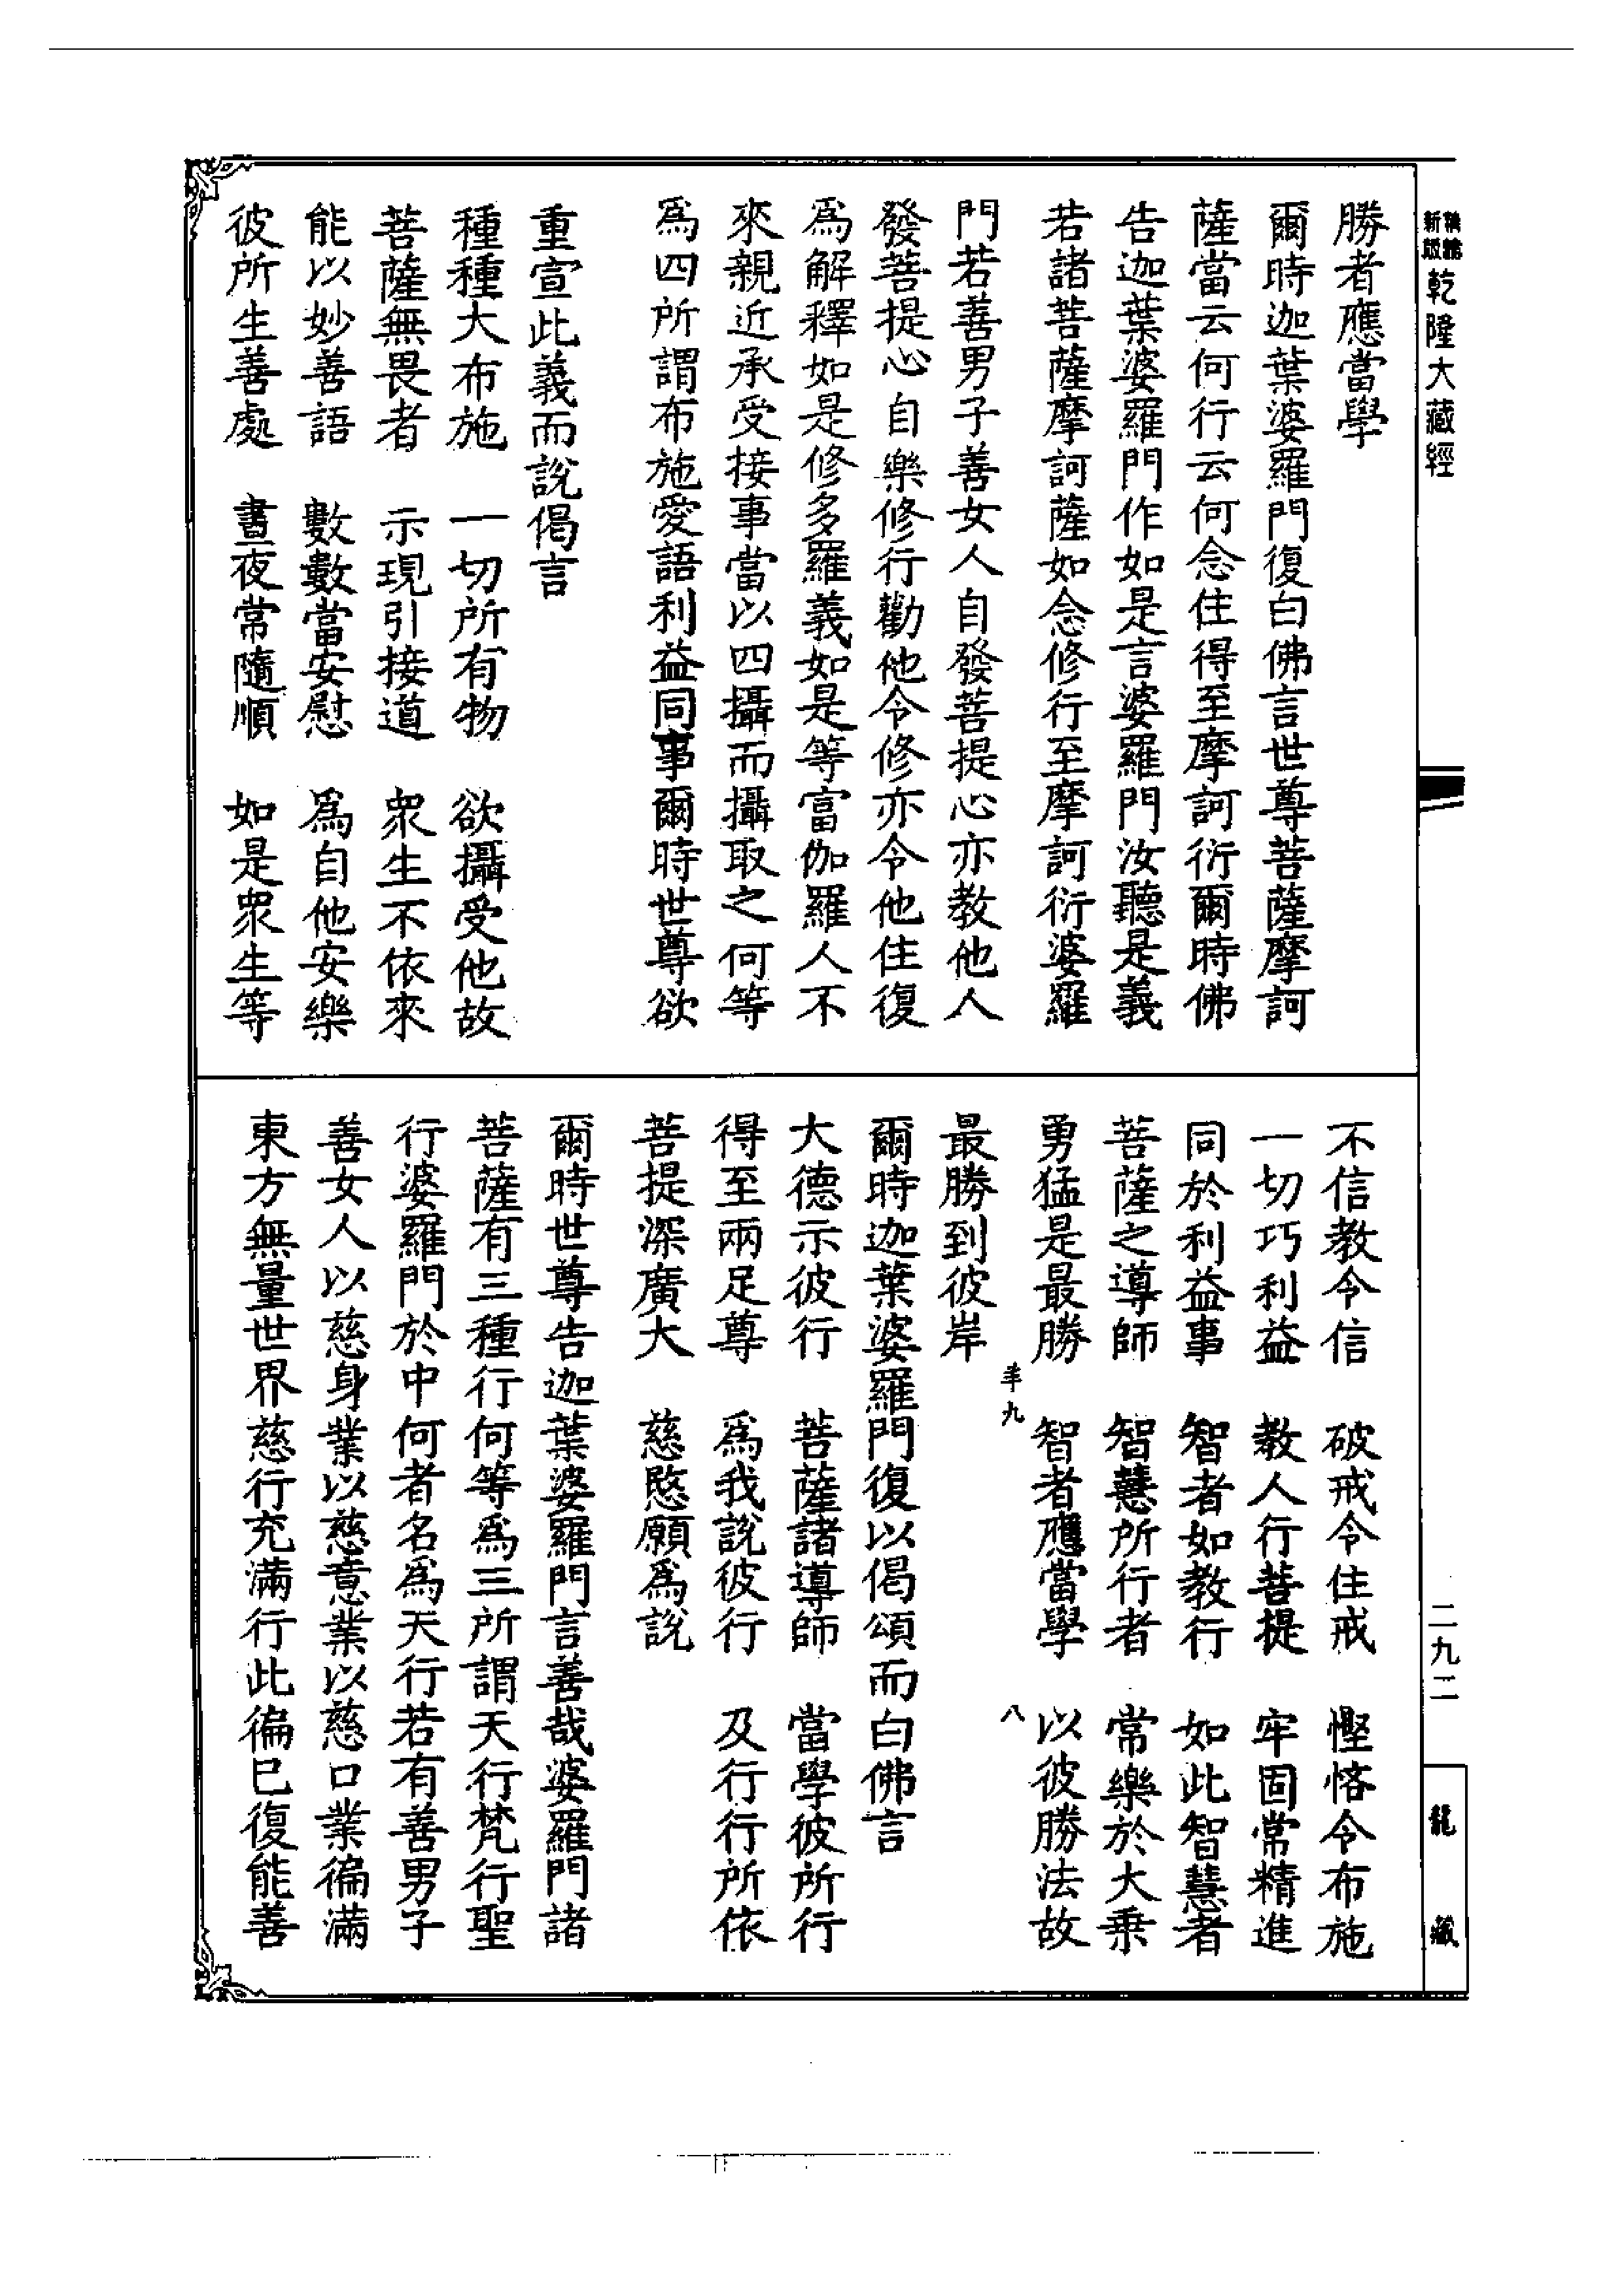 新版
乾隆大藏經
勝者應當學
爾時迦葉婆羅門復白佛言世尊菩薩摩訶
薩當云何行云何念住得至摩訶衍爾時佛
告迦葉婆羅門作如是言婆羅門汝聽是義
若諸菩薩摩訶薩如念修行至摩訶衍婆羅
門若善男子善女人自發菩提心亦教他人
發菩提心自樂修行勸他令修亦令他住復
爲解釋如是修多羅義如是等富伽羅人不
來親近承受接事當以四攝而攝取之何等
爲四所謂布施愛語利益同事爾時世尊欲
重宣此義而說偈言
種種大布施　一切所有物　欲攝受他故
菩薩無畏者　示現引接道　衆生不依來
能以妙善語　數數當安慰　爲自他安樂
彼所生善處　晝夜常隨順　如是衆生等
不信教令信　破戒令住戒　慳悋令布施
一切巧利益　教人行菩提　牢固常精進
同於利益事　智者如教行　如此智慧者
菩薩之導師　智慧所行者　常樂於大乗
勇猛是最勝　智者應當學　以彼勝法故
羊九　八
最勝到彼岸
爾時迦葉婆羅門復以偈頌而白佛言
大德示彼行　菩薩諸導師　當學彼所行
得至兩足尊　爲我說彼行　及行行所依
菩提深廣大　慈愍願爲說
爾時世尊告迦葉婆羅門言善哉婆羅門諸
菩薩有三種行何等爲三所謂天行梵行聖
行婆羅門於中何者名爲天行若有善男子
善女人以慈身業以慈意業以慈口業徧滿
東方無量世界慈行充滿行此徧已復能善
二九二
龍藏